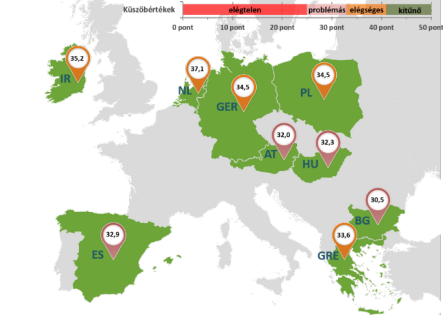 Küszöbértékek elégtelen problémás elégséges kitűnő
0 pont 10 pont 20 pont 30 pont 40 pont 50 pont
35,2
IR
37,1
NL
34,5
GER
34,5
PL
32,0
AT
32,3
HU
30,5
BG
32,9
ES
33,6
GRE